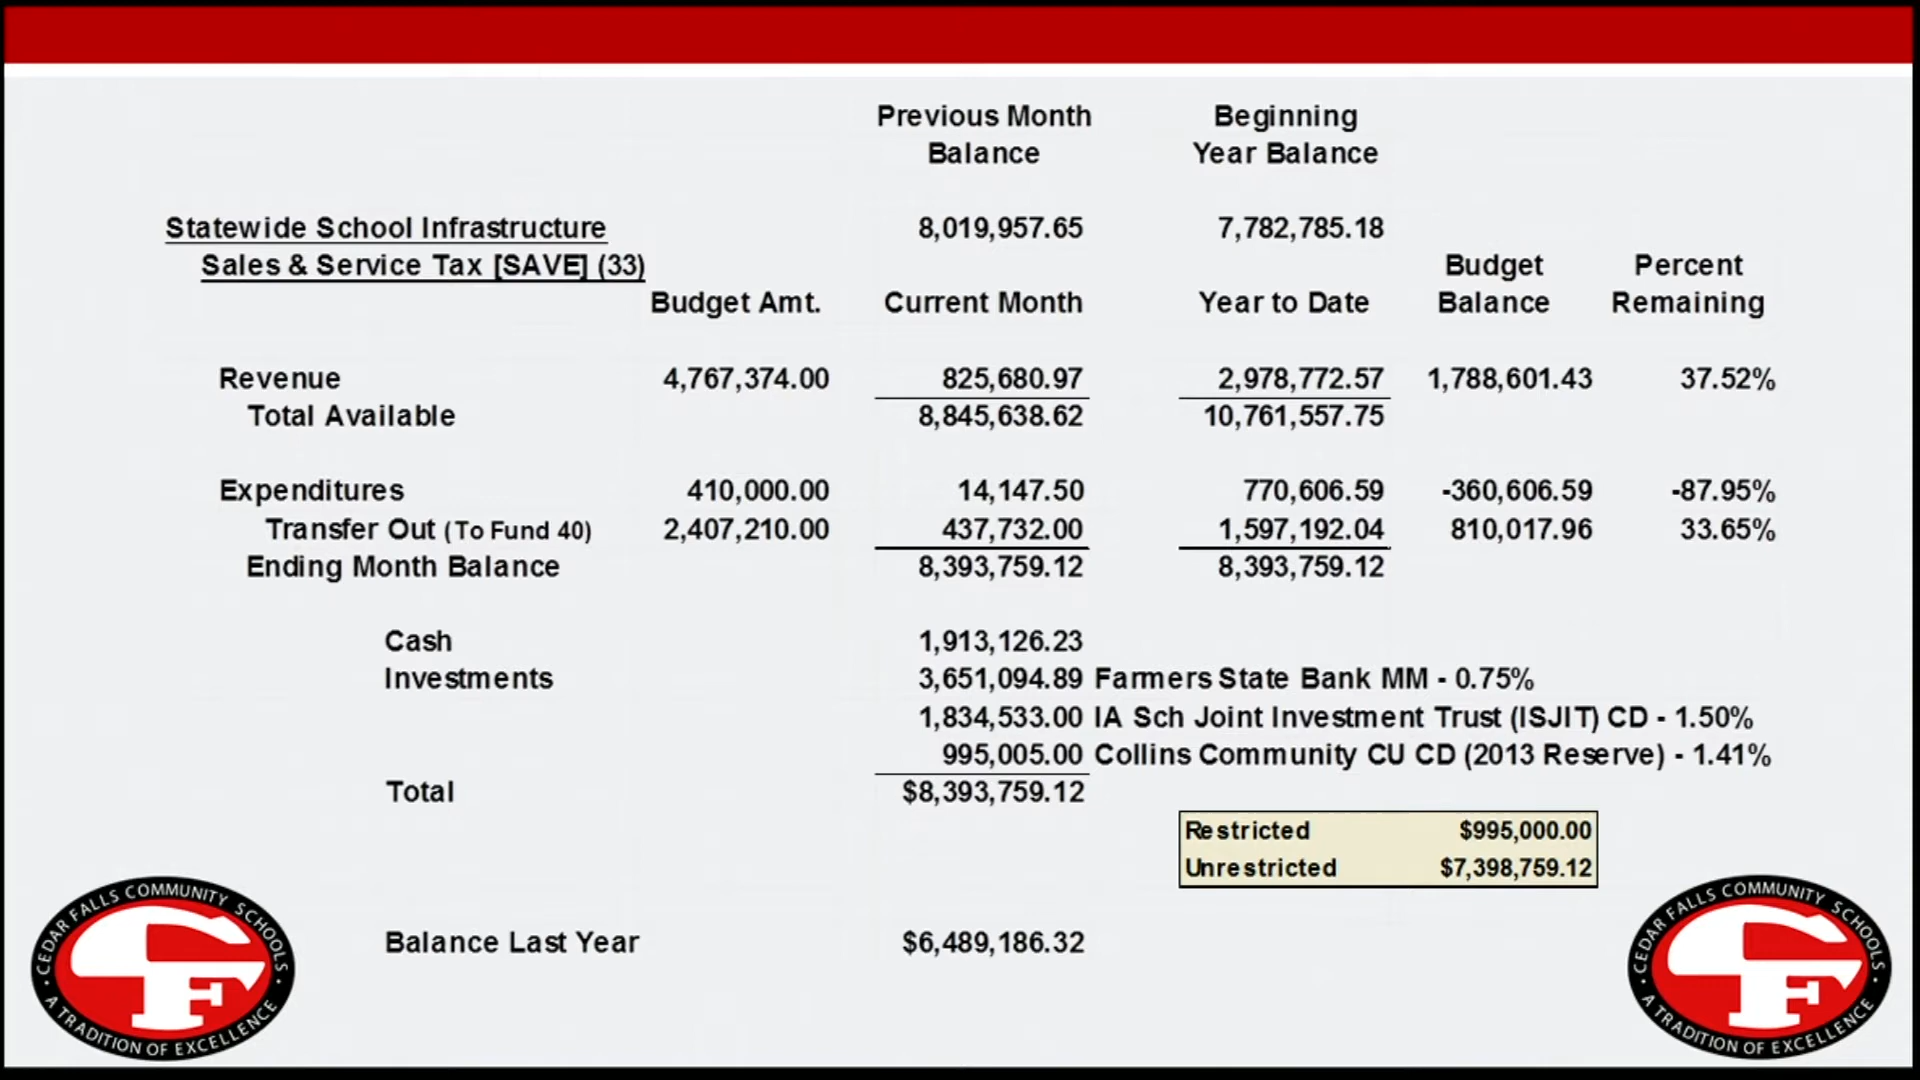 Previous Month Beginning
Balance Year Balance
Statewide School Infrastructure 8,019,957.65 7,782,785.18
Sales & Service Tax [SAVE] (33) Budget Percent
Budget Amt. Current Month Year to Date Balance Remaining
Revenue 4,767,374.00 825,680.97 2,978,772.57 1,788,601.43 37.52%
Total Available 8,845,638.62 10,761,557.75
Expenditures 410,000.00 14,147.50 770,606.59 -360,606.59 -87.95%
Transfer Out (To Fund 40) 2,407,210.00 437,732.00 1,597,192.04 810,017.96 33.65%
Ending Month Balance 8,393,759.12 8,393,759.12
Cash 1,913,126.23
Investments 3,651,094.89 Farmers State Bank MM - 0.75%
1,834,533.00 IA Sch Joint Investment Trust (ISJIT) CD - 1.50%
995,005.00 Collins Community CU CD (2013 Reserve) - 1.41%
Total $8,393,759.12
Restricted $995,000.00
Unrestricted $7,398,759.12
Balance Last Year $6,489,186.32
CEDAR FALLS COMMUNITY SCHOOLS
CF
• A TRADITION OF EXCELLENCE •
CEDAR FALLS COMMUNITY SCHOOLS
CF
• A TRADITION OF EXCELLENCE •